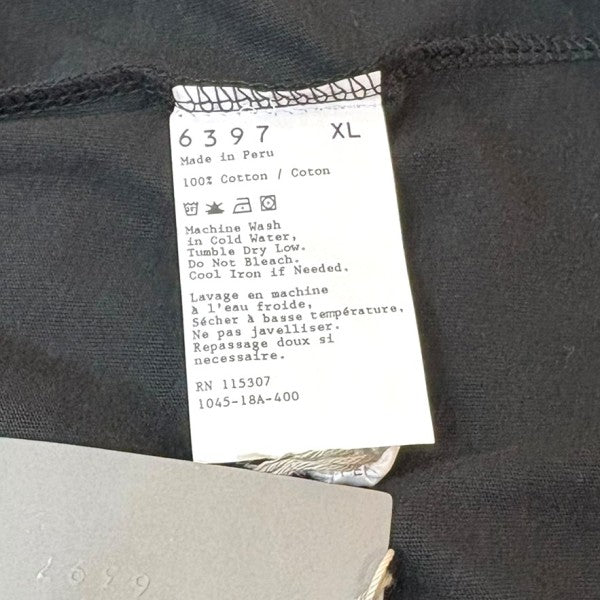 6397 XL
Made in Peru
100% Cotton / Coton
Machine Wash
in Cold Water,
Tumble Dry Low.
Do Not Bleach.
Cool Iron if Needed.
Lavage en machine
à l'eau froide,
Sécher à basse température,
Ne pas javelliser.
Repassage doux si
necessaire.
RN 115307
1045-18A-400
6397